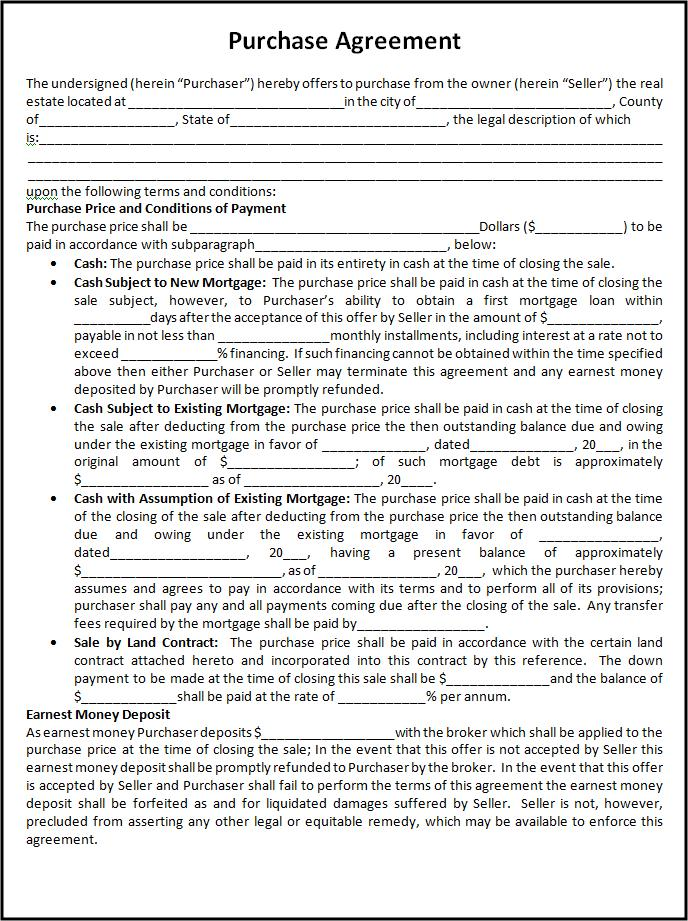 Purchase Agreement
The undersigned (herein “Purchaser”) hereby offers to purchase from the owner (herein “Seller”) the real
estate located at ______________________________in the city of___________________________, County
of___________________, State of______________________________, the legal description of which
is:_______________________________________________________________________________________
_________________________________________________________________________________________
_________________________________________________________________________________________
upon the following terms and conditions:
Purchase Price and Conditions of Payment
The purchase price shall be ________________________________________Dollars ($____________) to be
paid in accordance with subparagraph___________________________, below:
• Cash: The purchase price shall be paid in its entirety in cash at the time of closing the sale.
• Cash Subject to New Mortgage: The purchase price shall be paid in cash at the time of closing the
sale subject, however, to Purchaser’s ability to obtain a first mortgage loan within
___________days after the acceptance of this offer by Seller in the amount of $________________,
payable in not less than ________________monthly installments, including interest at a rate not to
exceed ______________% financing. If such financing cannot be obtained within the time specified
above then either Purchaser or Seller may terminate this agreement and any earnest money
deposited by Purchaser will be promptly refunded.
• Cash Subject to Existing Mortgage: The purchase price shall be paid in cash at the time of closing
the sale after deducting from the purchase price the then outstanding balance due and owing
under the existing mortgage in favor of _______________, dated_______________, 20___, in the
original amount of $__________________; of such mortgage debt is approximately
$__________________ as of ___________________, 20____.
• Cash with Assumption of Existing Mortgage: The purchase price shall be paid in cash at the time
of the closing of the sale after deducting from the purchase price the then outstanding balance
due and owing under the existing mortgage in favor of _________________,
dated___________________, 20___, having a present balance of approximately
$____________________________, as of _________________, 20___, which the purchaser hereby
assumes and agrees to pay in accordance with its terms and to perform all of its provisions;
purchaser shall pay any and all payments coming due after the closing of the sale. Any transfer
fees required by the mortgage shall be paid by__________________.
• Sale by Land Contract: The purchase price shall be paid in accordance with the certain land
contract attached hereto and incorporated into this contract by this reference. The down
payment to be made at the time of closing this sale shall be $_______________and the balance of
$______________shall be paid at the rate of ____________% per annum.
Earnest Money Deposit
As earnest money Purchaser deposits $___________________with the broker which shall be applied to the
purchase price at the time of closing the sale; In the event that this offer is not accepted by Seller this
earnest money deposit shall be promptly refunded to Purchaser by the broker. In the event that this offer
is accepted by Seller and Purchaser shall fail to perform the terms of this agreement the earnest money
deposit shall be forfeited as and for liquidated damages suffered by Seller. Seller is not, however,
precluded from asserting any other legal or equitable remedy, which may be available to enforce this
agreement.